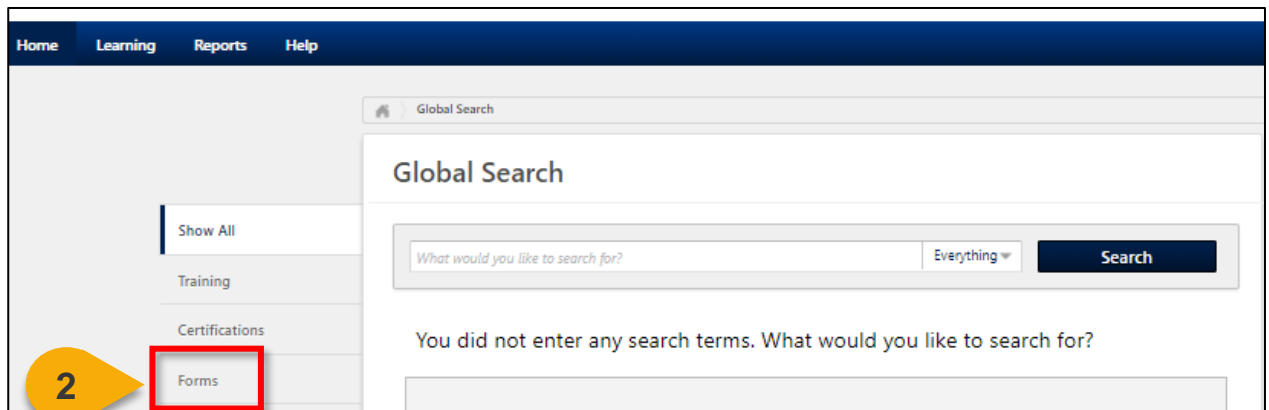 Home Learning Reports Help
Global Search
Global Search
Show All
What would you like to search for? Everything Search
Training
Certifications
You did not enter any search terms. What would you like to search for?
2 Forms